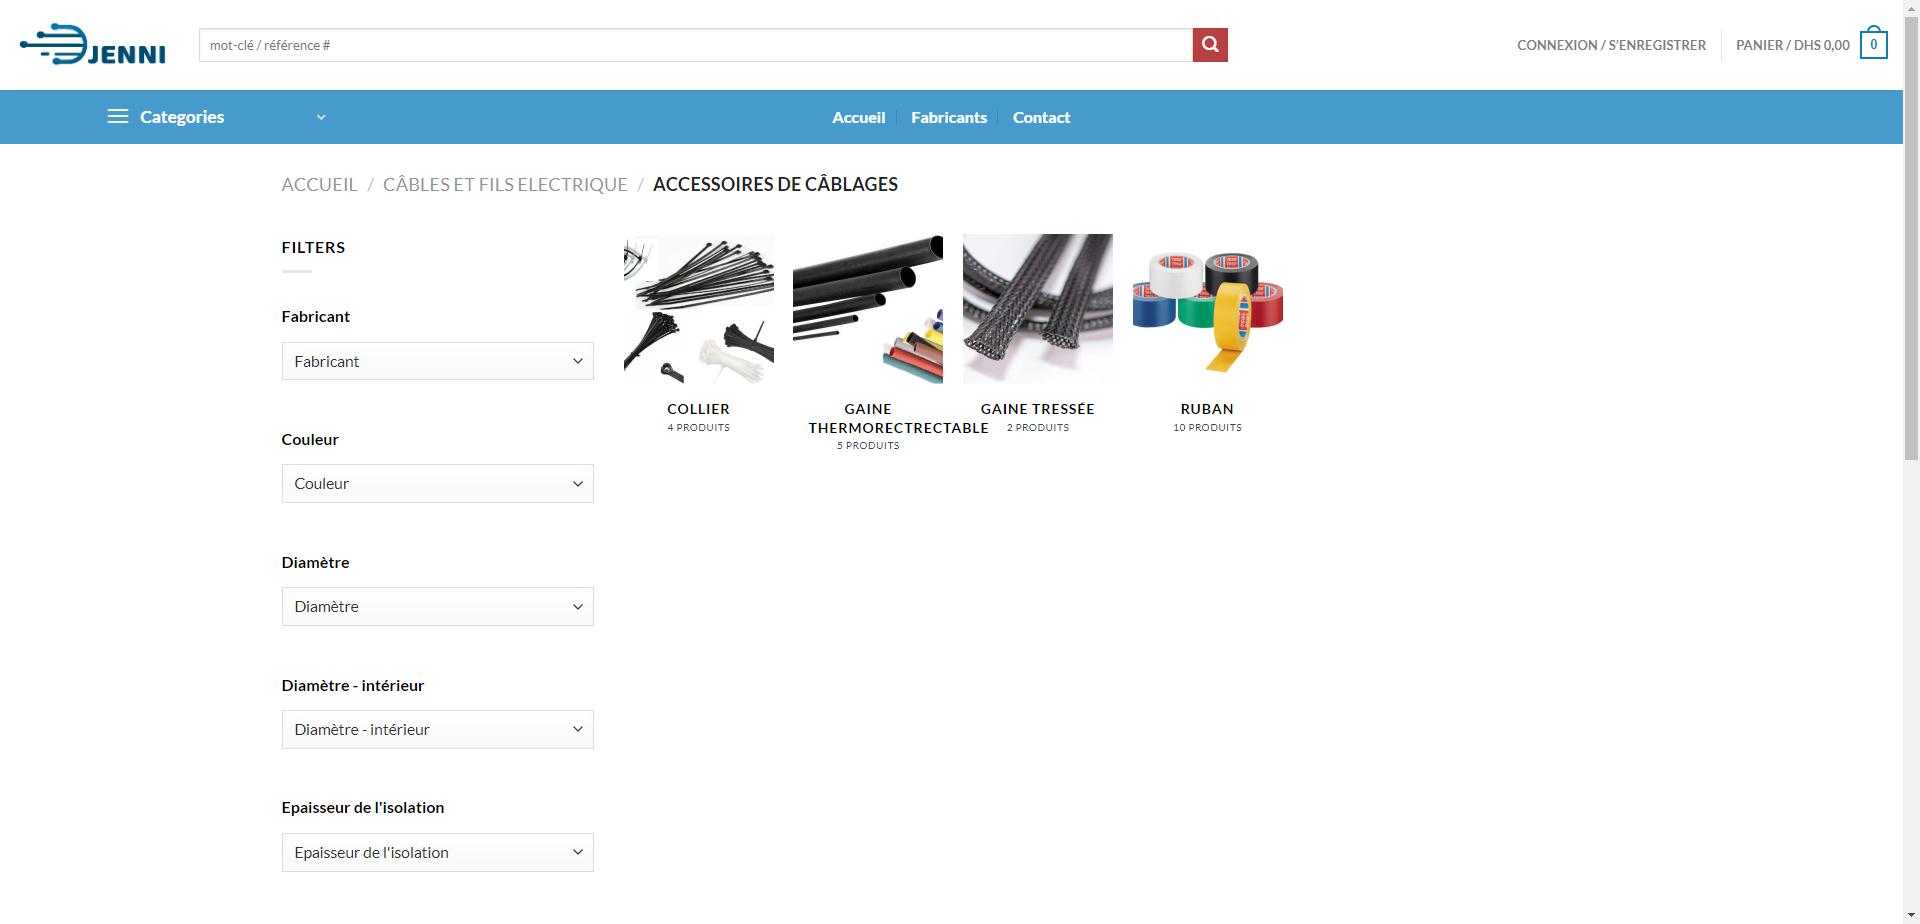 JENNI
mot-clé / référence #
CONNEXION / S'ENREGISTRER
PANIER / DHS 0,00
0
Categories
Accueil
Fabricants
Contact
ACCUEIL / CÂBLES ET FILS ELECTRIQUE / ACCESSOIRES DE CÂBLAGES
FILTERS
Fabricant
Fabricant
Couleur
Couleur
Diamètre
Diamètre
Diamètre - intérieur
Diamètre - intérieur
Epaisseur de l'isolation
Epaisseur de l'isolation
COLLIER
4 PRODUITS
GAINE
THERMORECTRECTABLE
5 PRODUITS
GAINE TRESSÉE
2 PRODUITS
RUBAN
10 PRODUITS